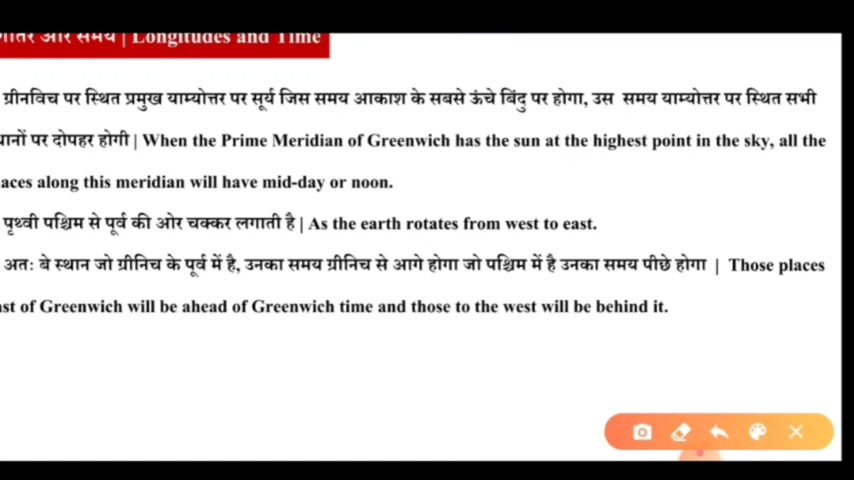 और समय | Longitudes and Time
ग्रीनविच पर स्थित प्रमुख याम्योत्तर पर सूर्य जिस समय आकाश के सबसे ऊंचे बिंदु पर होगा, उस समय याम्योत्तर पर स्थित सभी
पर दोपहर होगी | When the Prime Meridian of Greenwich has the sun at the highest point in the sky, all the
aces along this meridian will have mid-day or noon.
पृथ्वी पश्चिम से पूर्व की ओर चक्कर लगाती है | As the earth rotates from west to east.
अतः बे स्थान जो ग्रीनिच के पूर्व में है, उनका समय ग्रीनिच से आगे होगा जो पश्चिम में है उनका समय पीछे होगा | Those places
st of Greenwich will be ahead of Greenwich time and those to the west will be behind it.